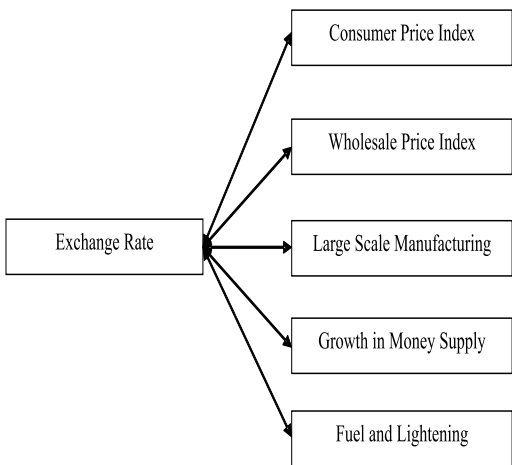 Consumer Price Index
Wholesale Price Index
Exchange Rate
Large Scale Manufacturing
Growth in Money Supply
Fuel and Lightening